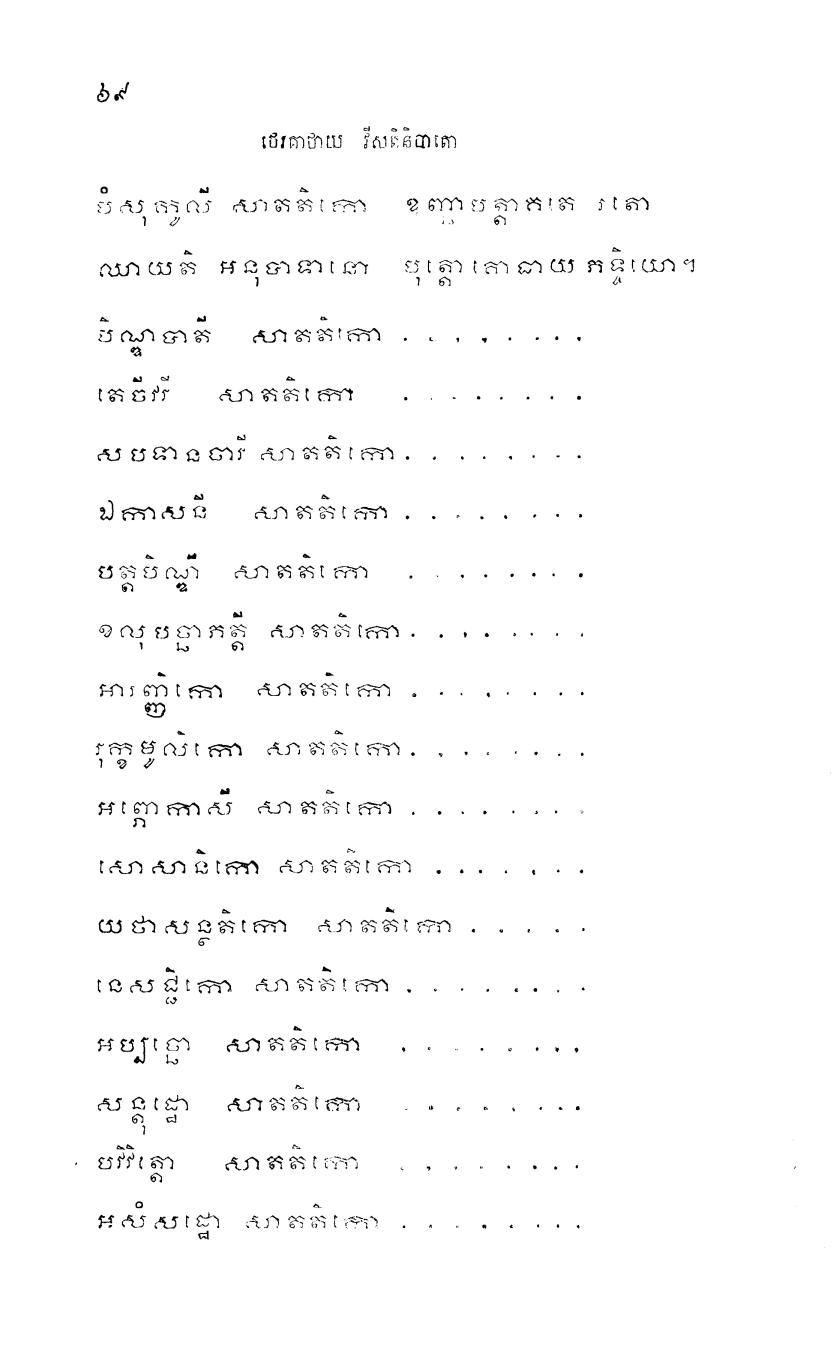 ៦៩
ថេរគាថាយ វីសតិនិបាតោ
បំសុកូលី សាតតិកោ ឧញ្ឆាបត្តាគតេ រតោ
ឈាយតិ អនុបាទានោ បុត្តោ គោធាយ ភទ្ទិយោ។
បិណ្ឌបាតី សាតតិកោ . . . . . . . .
តេចីវរី សាតតិកោ . . . . . . . .
សបទានចារី សាតតិកោ . . . . . . . .
ឯកាសនី សាតតិកោ . . . . . . . .
បត្តបិណ្ឌី សាតតិកោ . . . . . . . .
ខលុបច្ឆាភត្តី សាតតិកោ . . . . . . . .
អារញ្ញិកោ សាតតិកោ . . . . . . . .
រុក្ខមូលិកោ សាតតិកោ . . . . . . . .
អព្ភោកាសី សាតតិកោ . . . . . . . .
សោសានិកោ សាតតិកោ . . . . . . .
យថាសន្ថតិកោ សាតតិកោ . . . . .
នេសជ្ជិកោ សាតតិកោ . . . . . . . .
អប្បិច្ឆោ សាតតិកោ . . . . . . . .
សន្តុដ្ឋោ សាតតិកោ . . . . . . . .
បវិវិត្តោ សាតតិកោ . . . . . . . .
អសំសដ្ឋោ សាតតិកោ . . . . . . . .